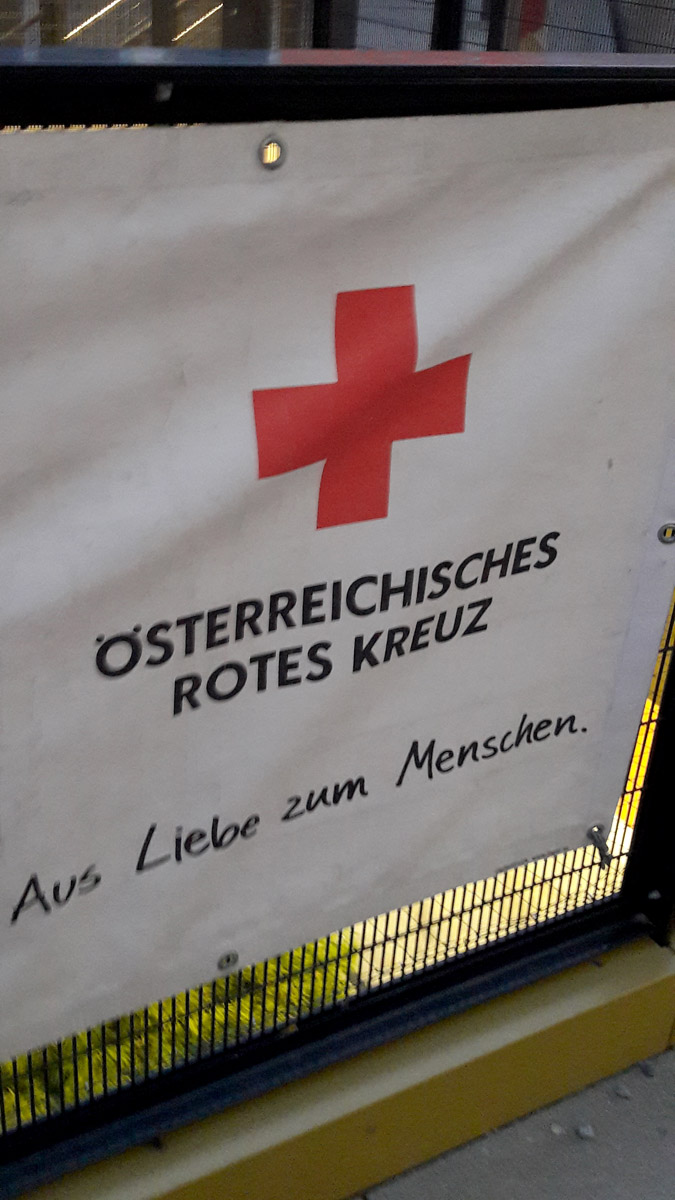 ÖSTERREICHISCHES
ROTES KREUZ
Aus Liebe zum Menschen.